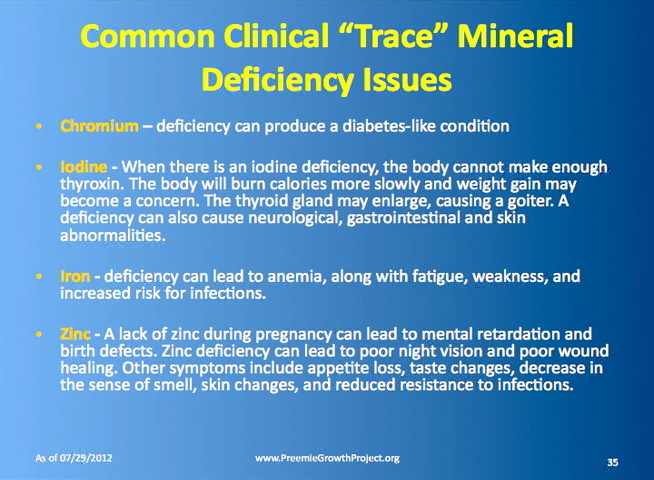 Common Clinical “Trace” Mineral
Deficiency Issues
• Chromium – deficiency can produce a diabetes-like condition
• Iodine - When there is an iodine deficiency, the body cannot make enough
thyroxin. The body will burn calories more slowly and weight gain may
become a concern. The thyroid gland may enlarge, causing a goiter. A
deficiency can also cause neurological, gastrointestinal and skin
abnormalities.
• Iron - deficiency can lead to anemia, along with fatigue, weakness, and
increased risk for infections.
• Zinc - A lack of zinc during pregnancy can lead to mental retardation and
birth defects. Zinc deficiency can lead to poor night vision and poor wound
healing. Other symptoms include appetite loss, taste changes, decrease in
the sense of smell, skin changes, and reduced resistance to infections.
As of 07/29/2012
www.PreemieGrowthProject.org
35